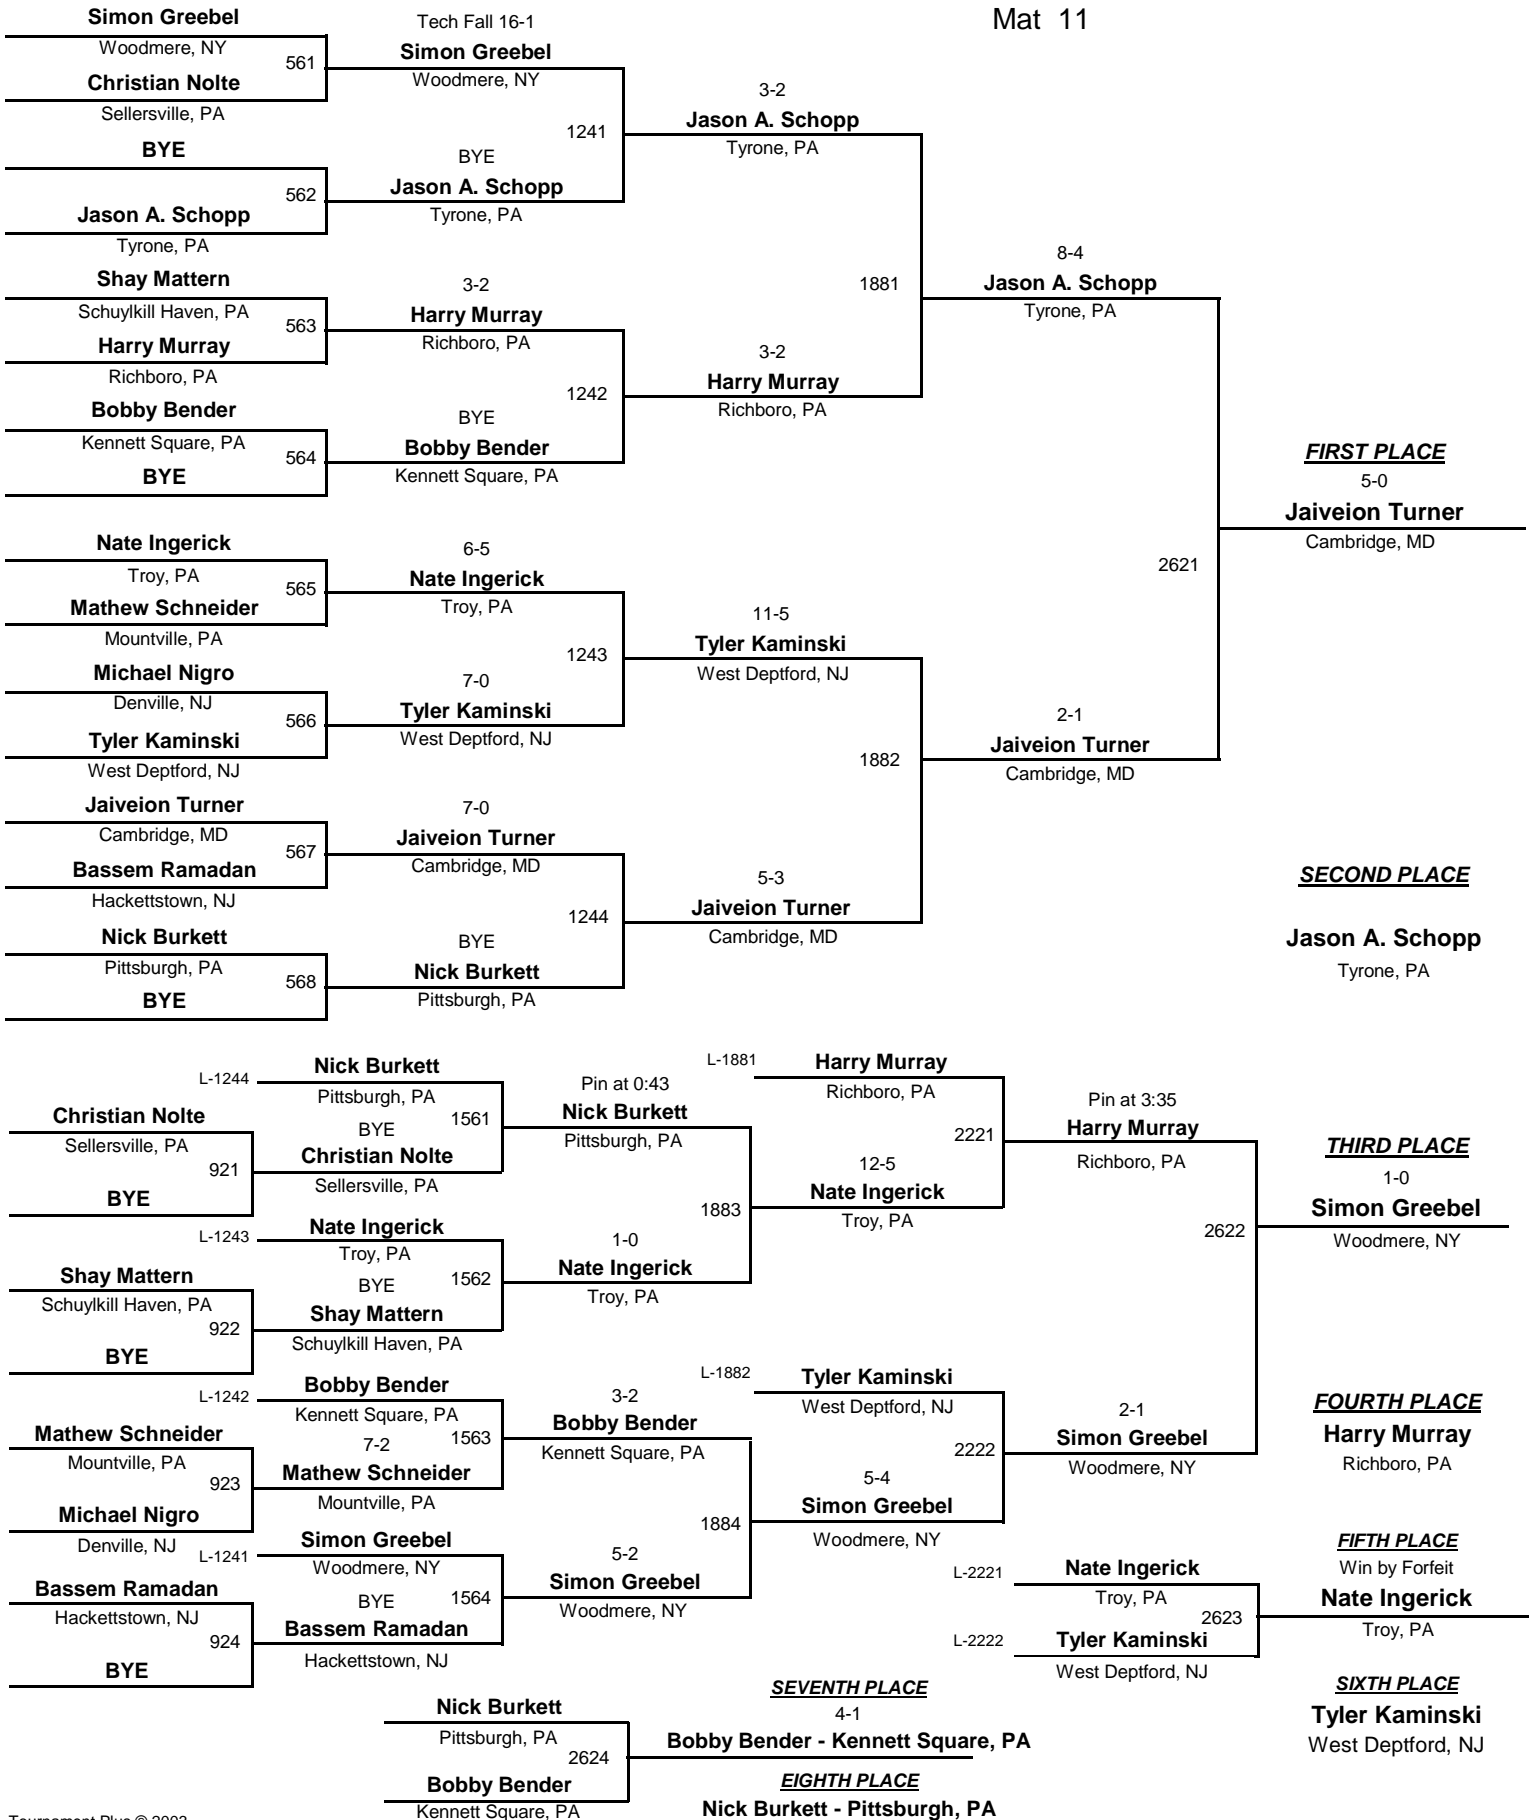 Mat 11
Simon Greebel
Woodmere, NY
561
Christian Nolte
Sellersville, PA
BYE
562
Jason A. Schopp
Tyrone, PA
Shay Mattern
Schuylkill Haven, PA
563
Harry Murray
Richboro, PA
Bobby Bender
Kennett Square, PA
564
BYE
Nate Ingerick
Troy, PA
565
Mathew Schneider
Mountville, PA
Michael Nigro
Denville, NJ
566
Tyler Kaminski
West Deptford, NJ
Jaiveion Turner
Cambridge, MD
567
Bassem Ramadan
Hackettstown, NJ
Nick Burkett
Pittsburgh, PA
568
BYE
Tech Fall 16-1
Simon Greebel
Woodmere, NY
1241
BYE
Jason A. Schopp
Tyrone, PA
3-2
Harry Murray
Richboro, PA
1242
BYE
Bobby Bender
Kennett Square, PA
6-5
Nate Ingerick
Troy, PA
1243
7-0
Tyler Kaminski
West Deptford, NJ
7-0
Jaiveion Turner
Cambridge, MD
1244
BYE
Nick Burkett
Pittsburgh, PA
3-2
Jason A. Schopp
Tyrone, PA
1881
3-2
Harry Murray
Richboro, PA
11-5
Tyler Kaminski
West Deptford, NJ
1882
5-3
Jaiveion Turner
Cambridge, MD
8-4
Jason A. Schopp
Tyrone, PA
2621
2-1
Jaiveion Turner
Cambridge, MD
FIRST PLACE
5-0
Jaiveion Turner
Cambridge, MD
SECOND PLACE
Jason A. Schopp
Tyrone, PA
L-1244
Christian Nolte
Sellersville, PA
921
BYE
L-1243
Shay Mattern
Schuylkill Haven, PA
922
BYE
L-1242
Mathew Schneider
Mountville, PA
923
Michael Nigro
Denville, NJ
L-1241
Bassem Ramadan
Hackettstown, NJ
924
BYE
Nick Burkett
Pittsburgh, PA
1561
BYE
Christian Nolte
Sellersville, PA
Nate Ingerick
Troy, PA
1562
BYE
Shay Mattern
Schuylkill Haven, PA
Bobby Bender
Kennett Square, PA
1563
7-2
Mathew Schneider
Mountville, PA
Simon Greebel
Woodmere, NY
1564
BYE
Bassem Ramadan
Hackettstown, NJ
Pin at 0:43
Nick Burkett
Pittsburgh, PA
1883
1-0
Nate Ingerick
Troy, PA
3-2
Bobby Bender
Kennett Square, PA
1884
5-2
Simon Greebel
Woodmere, NY
L-1881
Harry Murray
Richboro, PA
2221
12-5
Nate Ingerick
Troy, PA
L-1882
Tyler Kaminski
West Deptford, NJ
2222
5-4
Simon Greebel
Woodmere, NY
Pin at 3:35
Harry Murray
Richboro, PA
2622
2-1
Simon Greebel
Woodmere, NY
THIRD PLACE
1-0
Simon Greebel
Woodmere, NY
FOURTH PLACE
Harry Murray
Richboro, PA
L-2221
Nate Ingerick
Troy, PA
2623
L-2222
Tyler Kaminski
West Deptford, NJ
FIFTH PLACE
Win by Forfeit
Nate Ingerick
Troy, PA
SIXTH PLACE
Tyler Kaminski
West Deptford, NJ
Nick Burkett
Pittsburgh, PA
2624
Bobby Bender
Kennett Square, PA
SEVENTH PLACE
4-1
Bobby Bender - Kennett Square, PA
EIGHTH PLACE
Nick Burkett - Pittsburgh, PA